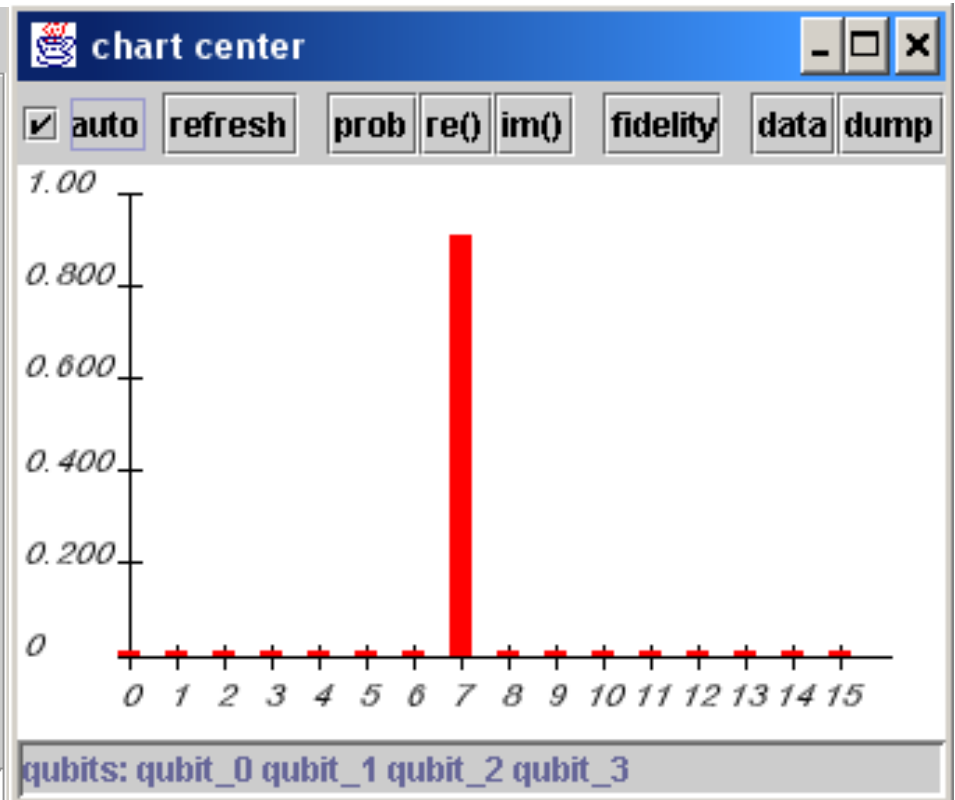 chart center
auto refresh prob re() im() fidelity data dump
1.00
0.800
0.600
0.400
0.200
0
0 1 2 3 4 5 6 7 8 9 10 11 12 13 14 15
qubits: qubit_0 qubit_1 qubit_2 qubit_3